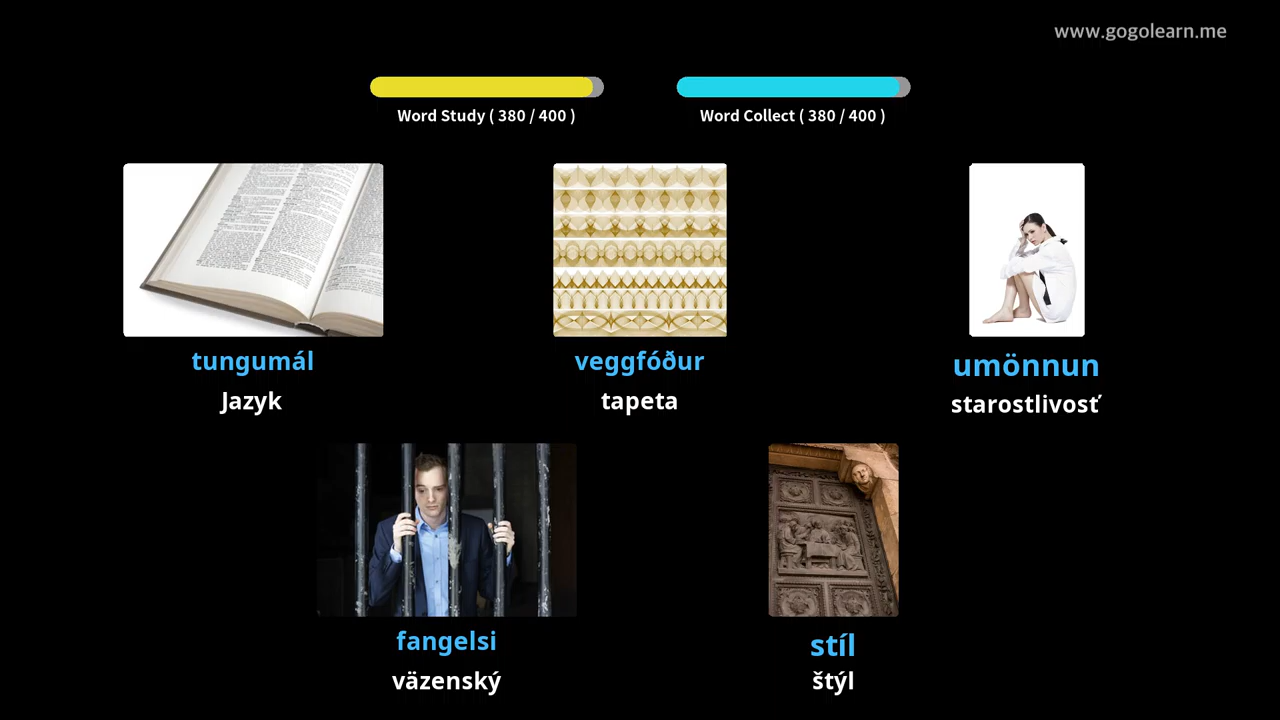 www.gogolearn.me
Word Study ( 380 / 400 )
Word Collect ( 380 / 400 )
tungumál
Jazyk
veggfóður
tapeta
umönnun
starostlivosť
fangelsi
väzenský
stíl
štýl